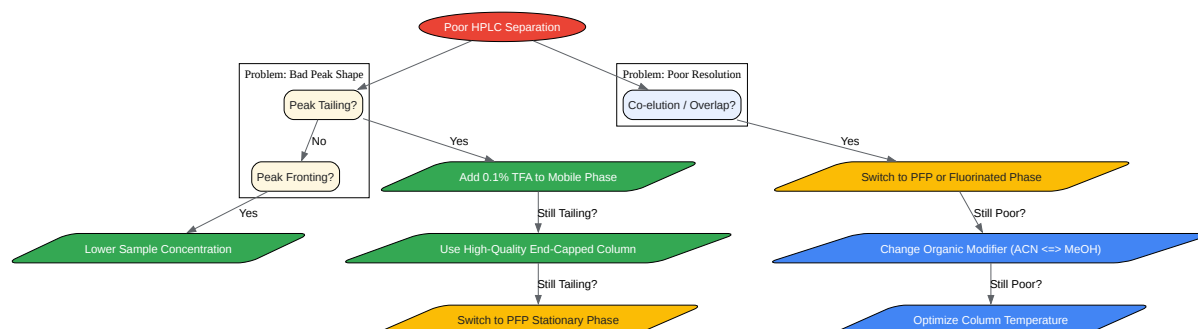 Poor HPLC Separation
Problem: Bad Peak Shape
Problem: Poor Resolution
Peak Tailing?
Co-elution / Overlap?
No
Yes
Yes
Peak Fronting?
Add 0.1% TFA to Mobile Phase
Switch to PFP or Fluorinated Phase
Yes
Still Tailing?
Still Poor?
Lower Sample Concentration
Use High-Quality End-Capped Column
Change Organic Modifier (ACN <=> MeOH)
Still Tailing?
Still Poor?
Switch to PFP Stationary Phase
Optimize Column Temperature